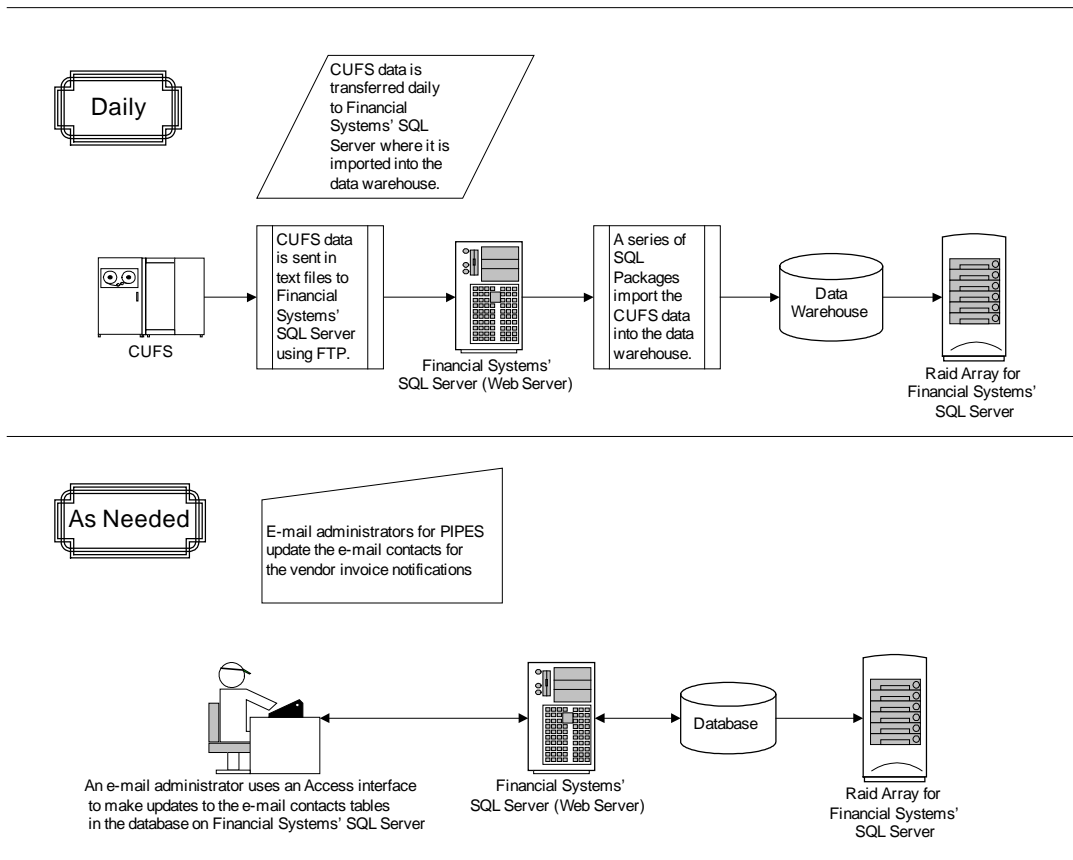 Daily
CUFS data is
transferred daily
to Financial
Systems' SQL
Server where it is
imported into the
data warehouse.
CUFS
CUFS data
is sent in
text files to
Financial
Systems'
SQL Server
using FTP.
Financial Systems'
SQL Server (Web Server)
A series of
SQL
Packages
import the
CUFS data
into the data
warehouse.
Data
Warehouse
Raid Array for
Financial Systems'
SQL Server
As Needed
E-mail administrators for PIPES
update the e-mail contacts for
the vendor invoice notifications
An e-mail administrator uses an Access interface
to make updates to the e-mail contacts tables
in the database on Financial Systems' SQL Server
Financial Systems'
SQL Server (Web Server)
Database
Raid Array for
Financial Systems'
SQL Server